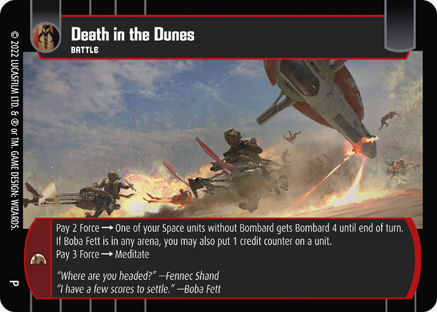 Death in the Dunes
BATTLE
© 2022 LUCASFILM LTD. & ® or TM. GAME DESIGN: WIZARDS.
P
Pay 2 Force → One of your Space units without Bombard gets Bombard 4 until end of turn.
If Boba Fett is in any arena, you may also put 1 credit counter on a unit.
Pay 3 Force → Meditate
"Where are you headed?" —Fennec Shand
"I have a few scores to settle." —Boba Fett